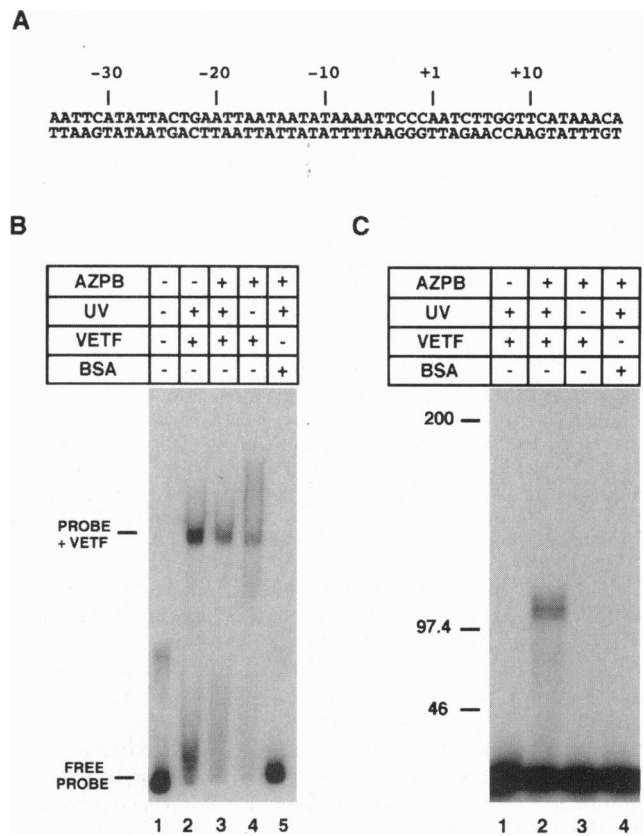 A
-30 -20 -10 +1 +10
AATTCATATTACTGAATTAATAATATAAAATTCCCAATCTTGGTTCATAAACA
TTAAGTATAATGACTTAATTATTATATTTTAAGGGTTAGAACCAAGTATTTGT
B
AZPB - - + + +
UV - + + - +
VETF - + + + -
BSA - - - - +
PROBE
+ VETF
FREE
PROBE
1 2 3 4 5
C
AZPB - + + +
UV + + - +
VETF + + + -
BSA - - - +
200
97.4
46
1 2 3 4